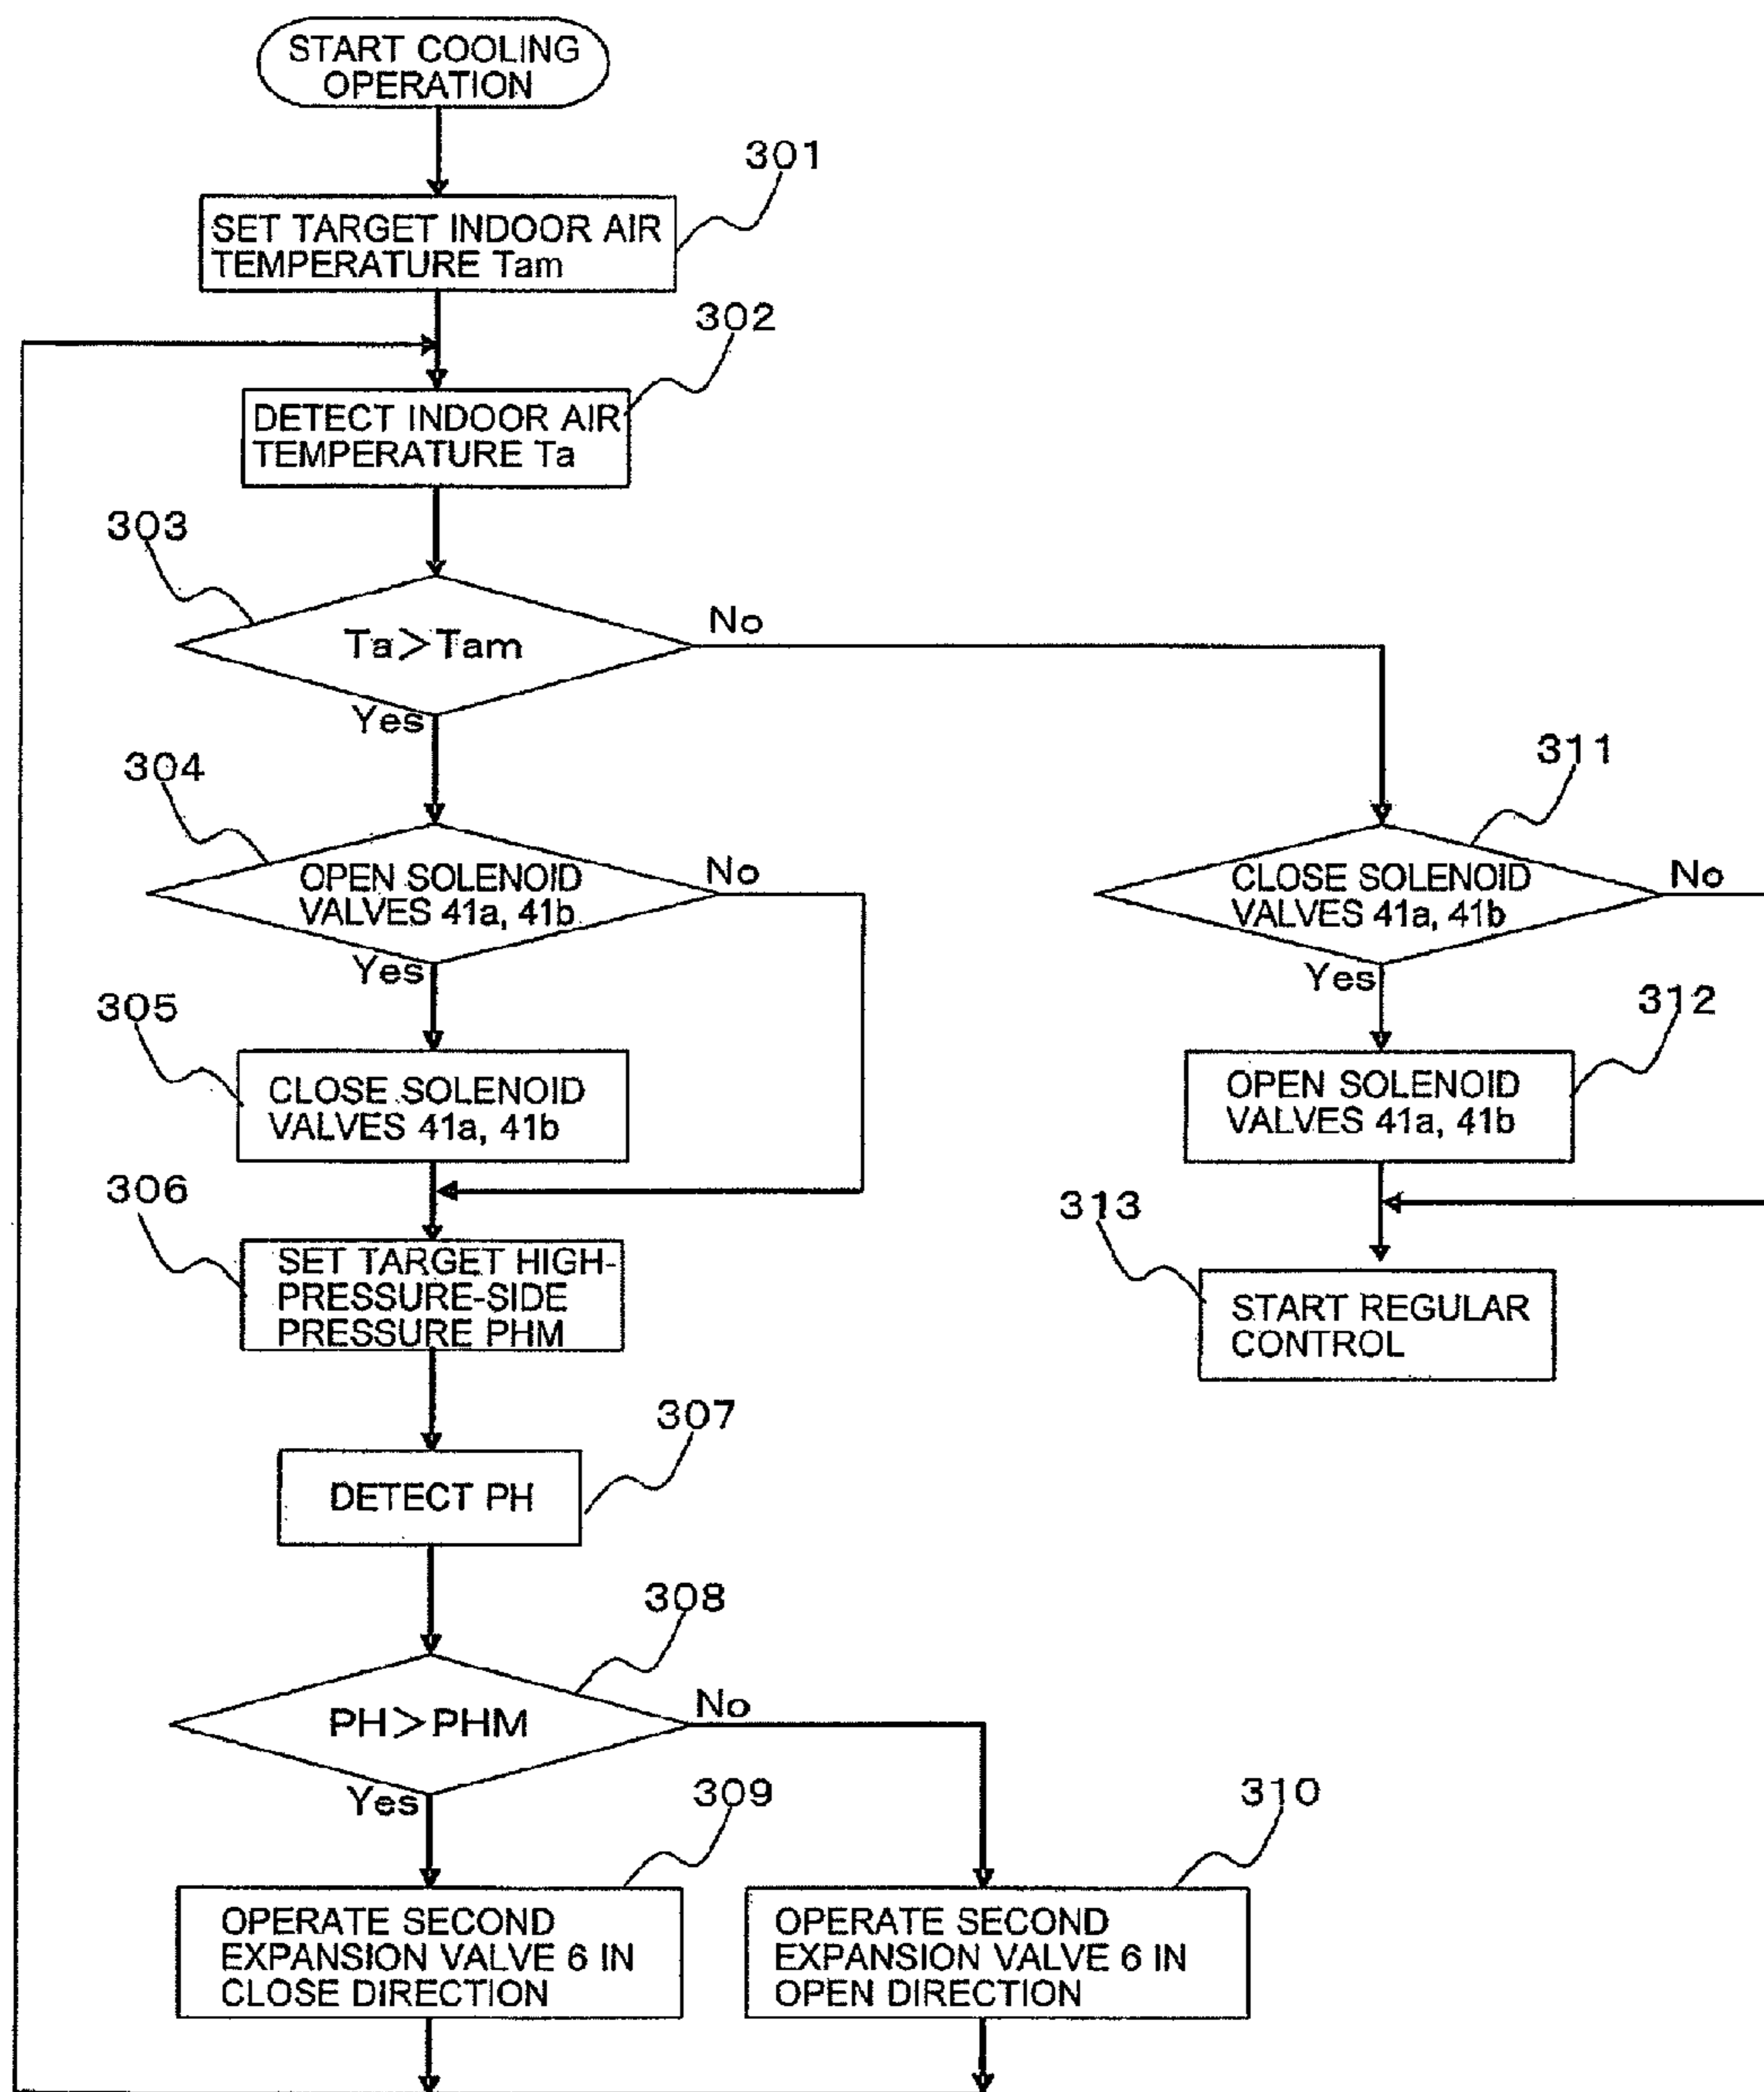 START COOLING
OPERATION
301
SET TARGET INDOOR AIR
TEMPERATURE Tam
302
DETECT INDOOR AIR
TEMPERATURE Ta
303
Ta>Tam
No
Yes
304
OPEN SOLENOID
VALVES 41a, 41b
No
Yes
311
CLOSE SOLENOID
VALVES 41a, 41b
No
Yes
305
CLOSE SOLENOID
VALVES 41a, 41b
312
OPEN SOLENOID
VALVES 41a, 41b
306
SET TARGET HIGH-
PRESSURE-SIDE
PRESSURE PHM
313
START REGULAR
CONTROL
307
DETECT PH
308
PH>PHM
No
Yes
309
OPERATE SECOND
EXPANSION VALVE 6 IN
CLOSE DIRECTION
310
OPERATE SECOND
EXPANSION VALVE 6 IN
OPEN DIRECTION